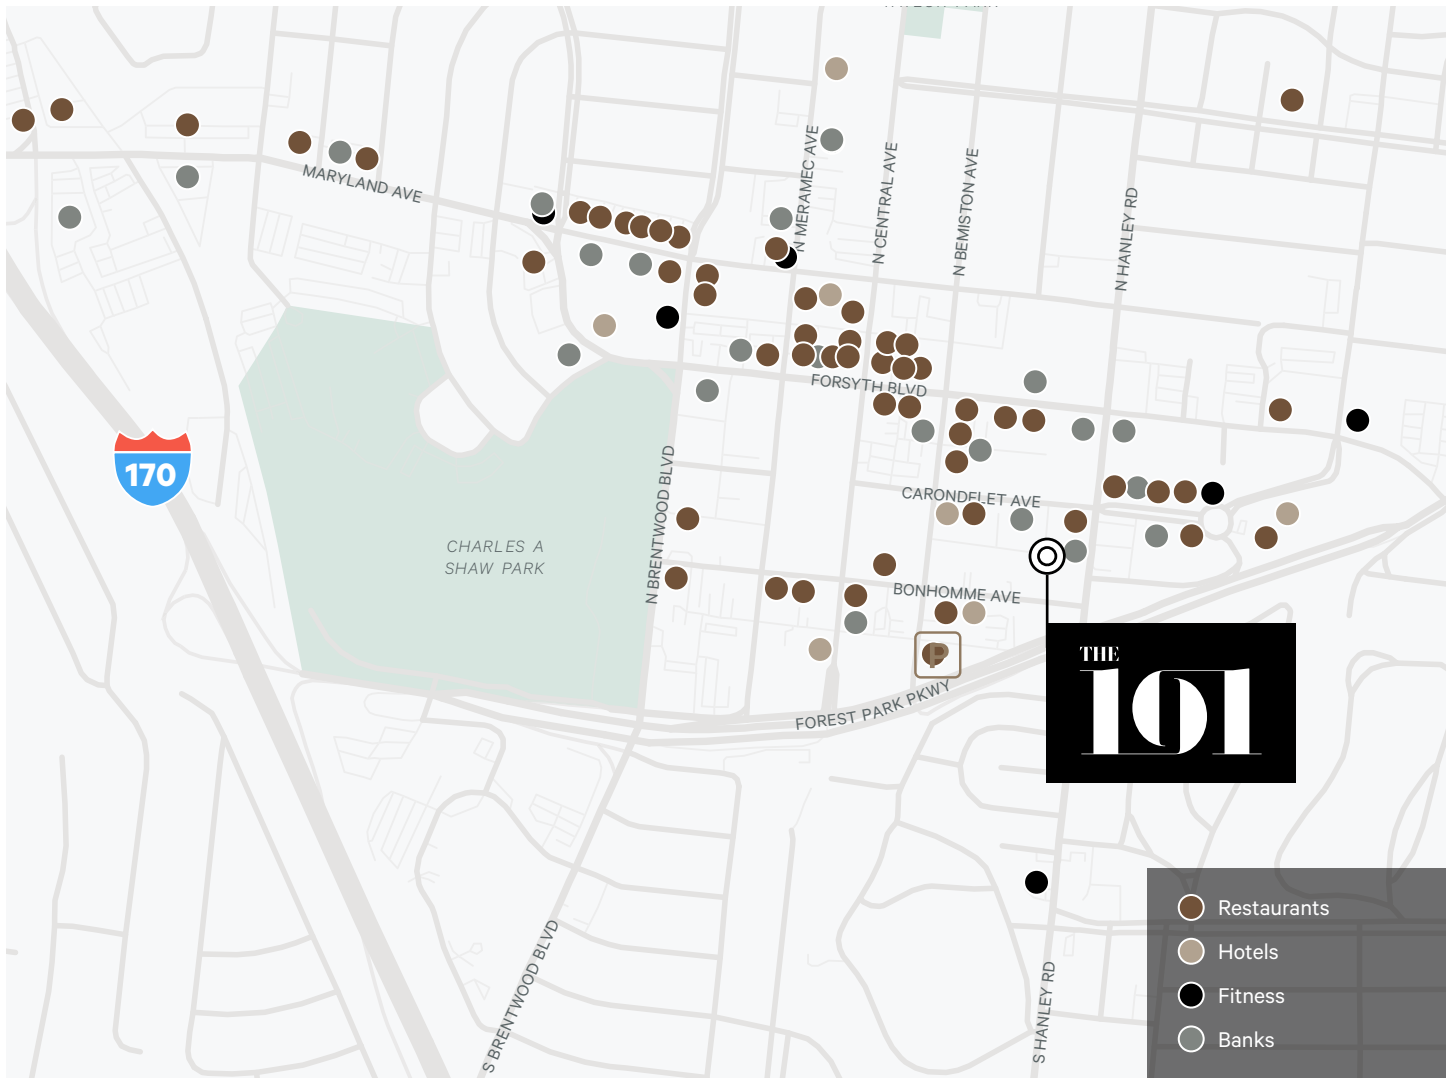 MARYLAND AVE
N MERAMEC AVE
N CENTRAL AVE
N BEMISTON AVE
N HANLEY RD
FORSYTH BLVD
170
N BRENTWOOD BLVD
CARONDELET AVE
CHARLES A
SHAW PARK
BONHOMME AVE
P
FOREST PARK PKWY
THE
101
S BRENTWOOD BLVD
S HANLEY RD
Restaurants
Hotels
Fitness
Banks